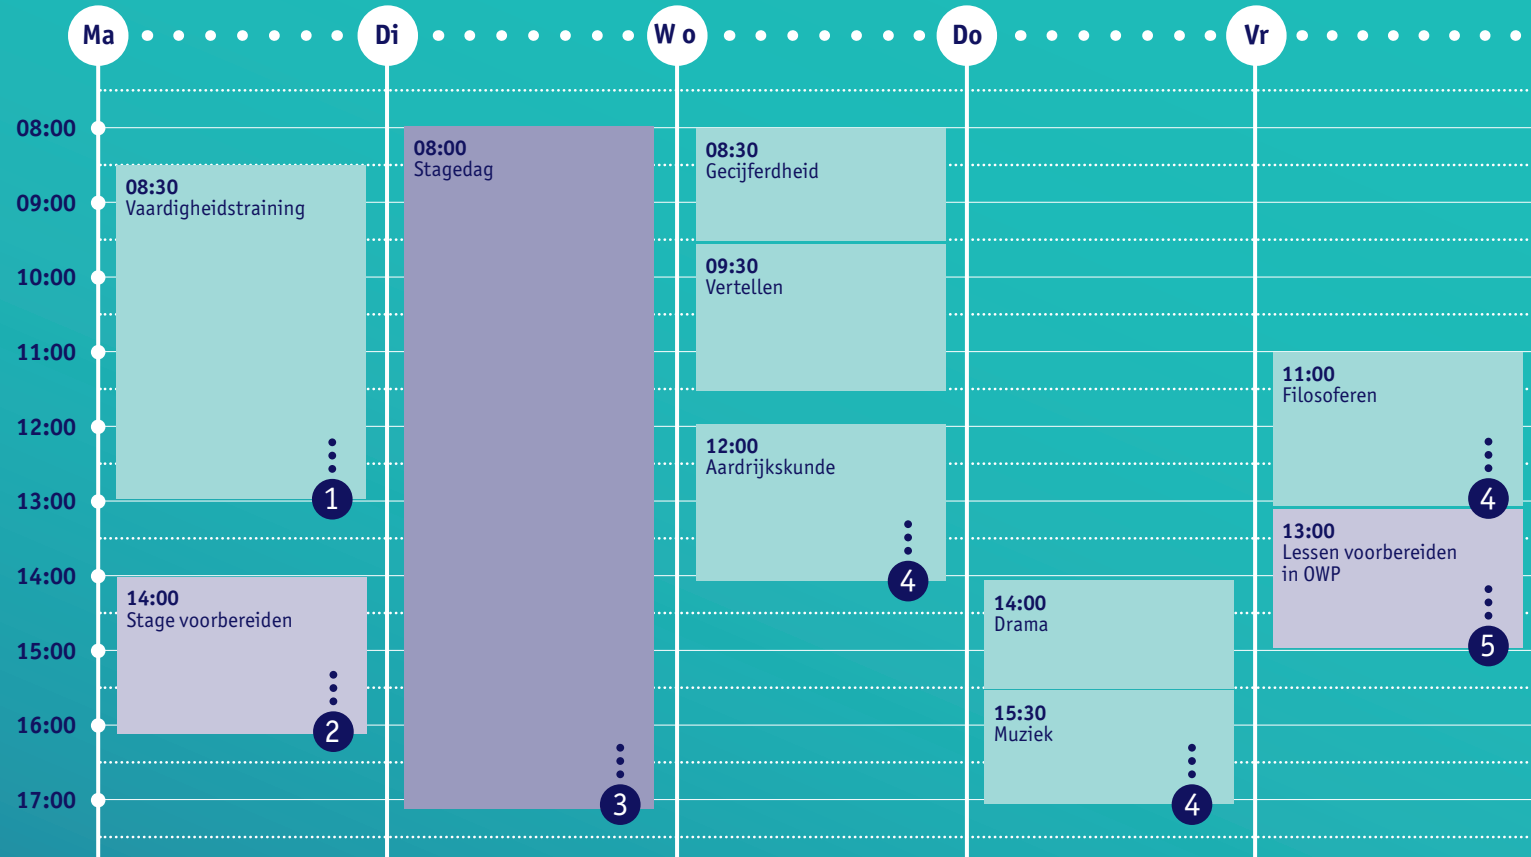 Ma
Di
Wo
Do
Vr
08:00
09:00
10:00
11:00
12:00
13:00
14:00
15:00
16:00
17:00
08:30
Vaardigheidstraining
1
14:00
Stage voorbereiden
2
08:00
Stagedag
3
08:30
Gecijferdheid
09:30
Vertellen
12:00
Aardrijkskunde
4
14:00
Drama
15:30
Muziek
4
11:00
Filosoferen
4
13:00
Lessen voorbereiden
in OWP
5